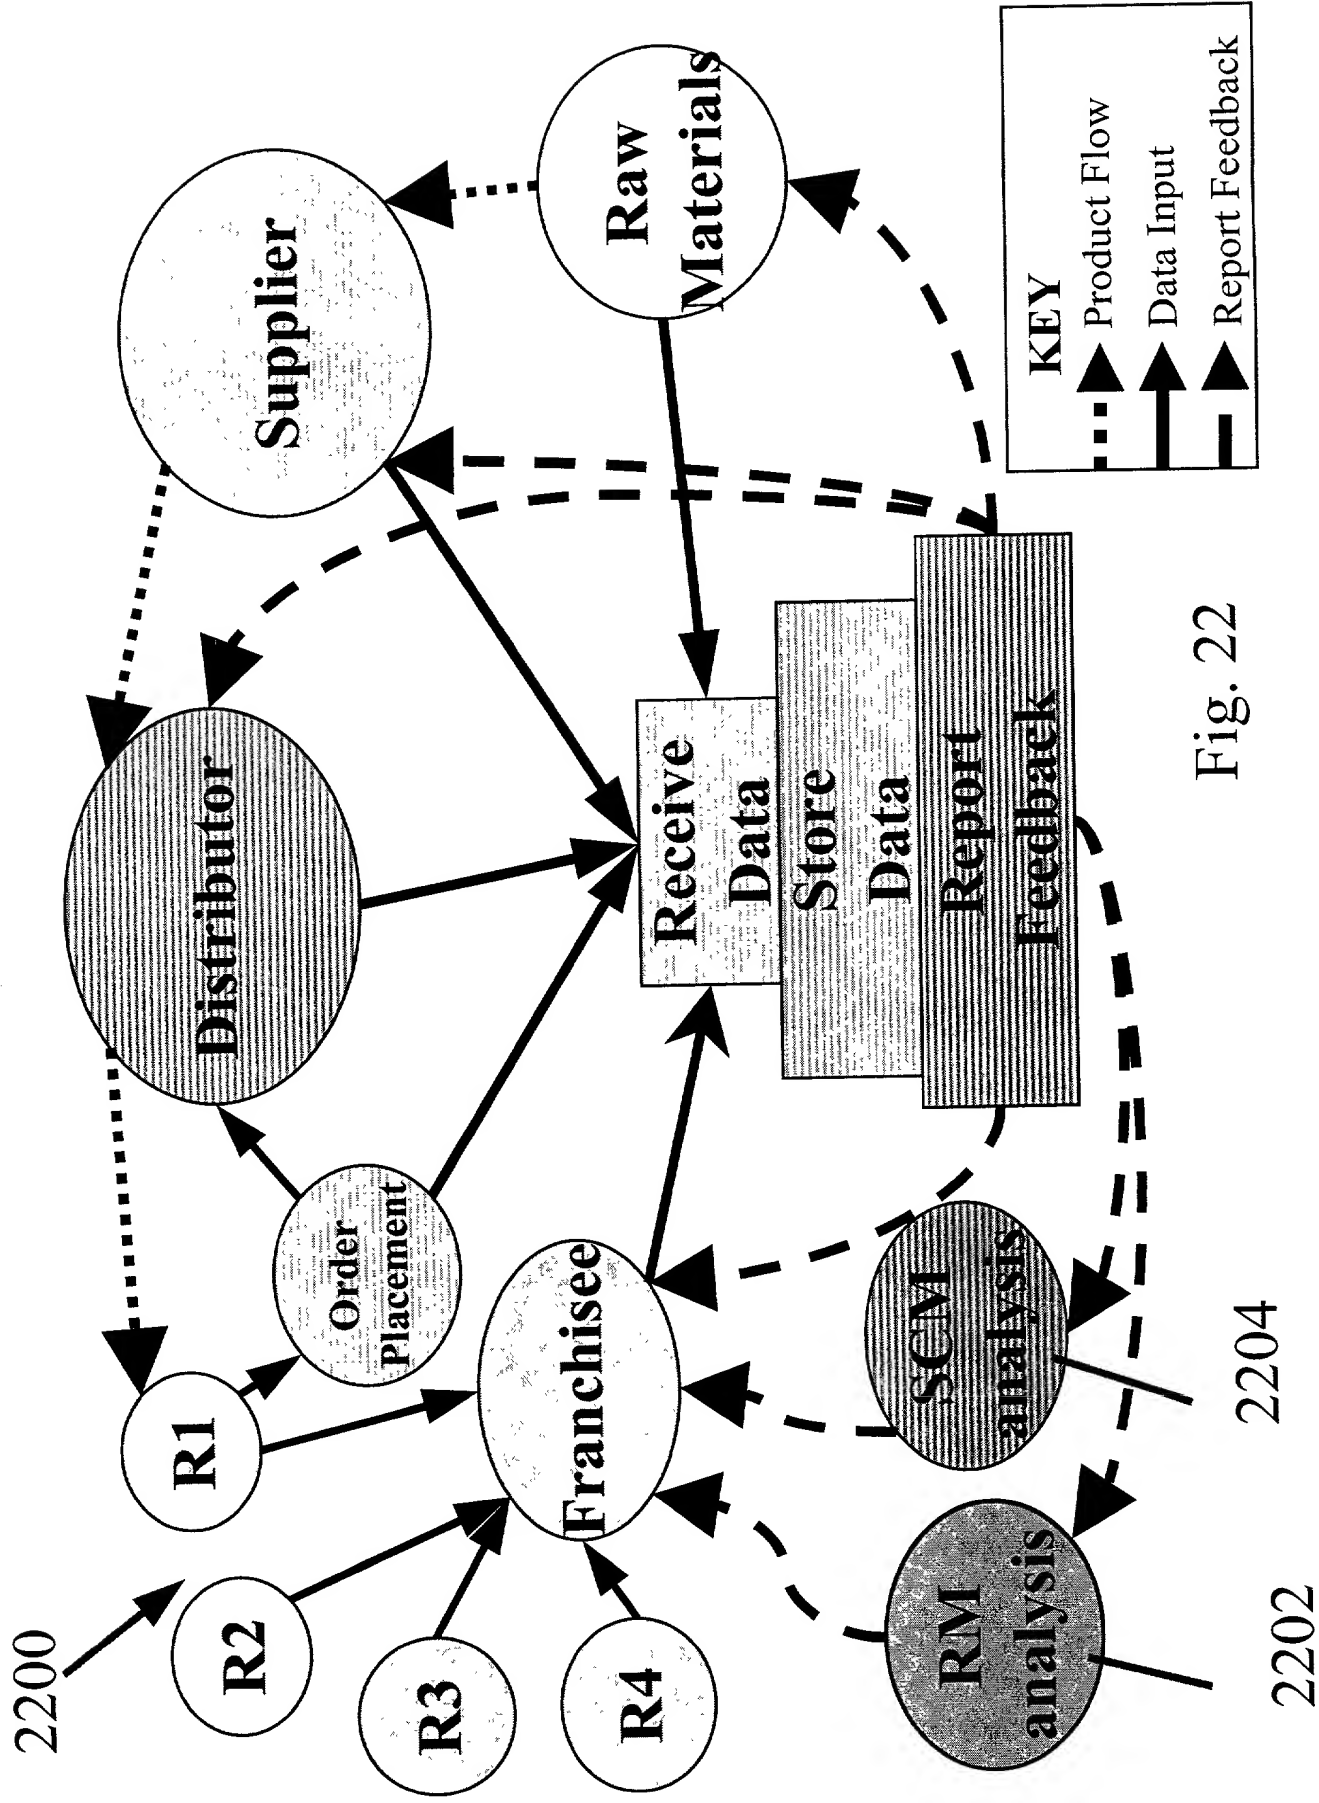 2200
R1
R2
R3
R4
Order
Placement
Distributor
Supplier
Raw
Materials
Franchisee
Receive
Data
Store
Data
Report
Feedback
RM
analysis
SCM
analysis
2202
2204
KEY
Product Flow
Data Input
Report Feedback
Fig. 22